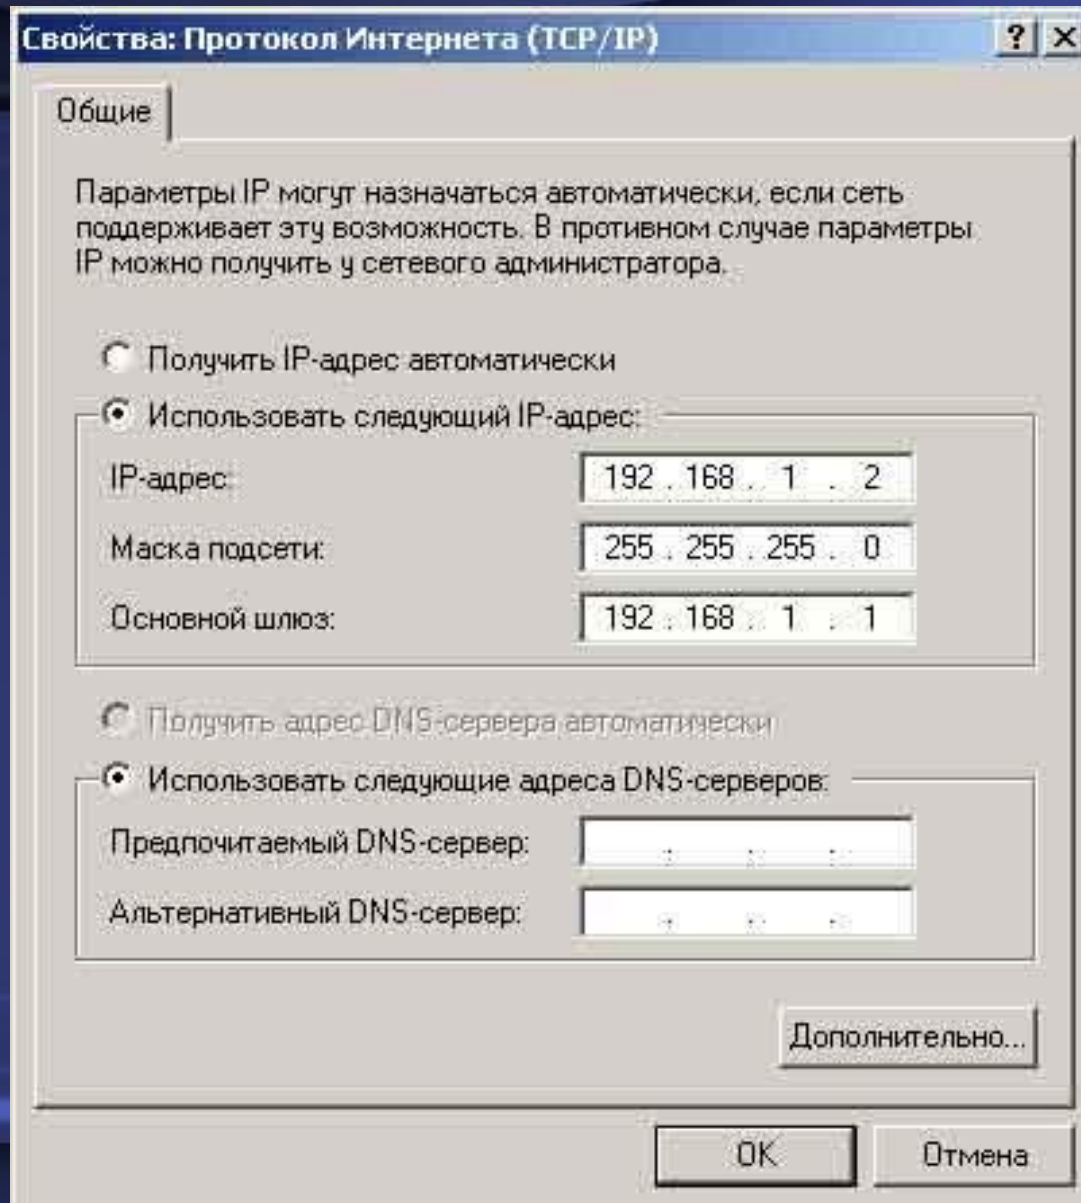 Свойства: Протокол Интернета (TCP/IP)
Общие
Параметры IP могут назначаться автоматически, если сеть
поддерживает эту возможность. В противном случае параметры
IP можно получить у сетевого администратора.
Получить IP-адрес автоматически
Использовать следующий IP-адрес:
IP-адрес: 192 . 168 . 1 . 2
Маска подсети: 255 . 255 . 255 . 0
Основной шлюз: 192 . 168 . 1 . 1
Получить адрес DNS-сервера автоматически
Использовать следующие адреса DNS-серверов:
Предпочитаемый DNS-сервер: . . .
Альтернативный DNS-сервер: . . .
Дополнительно...
OK Отмена